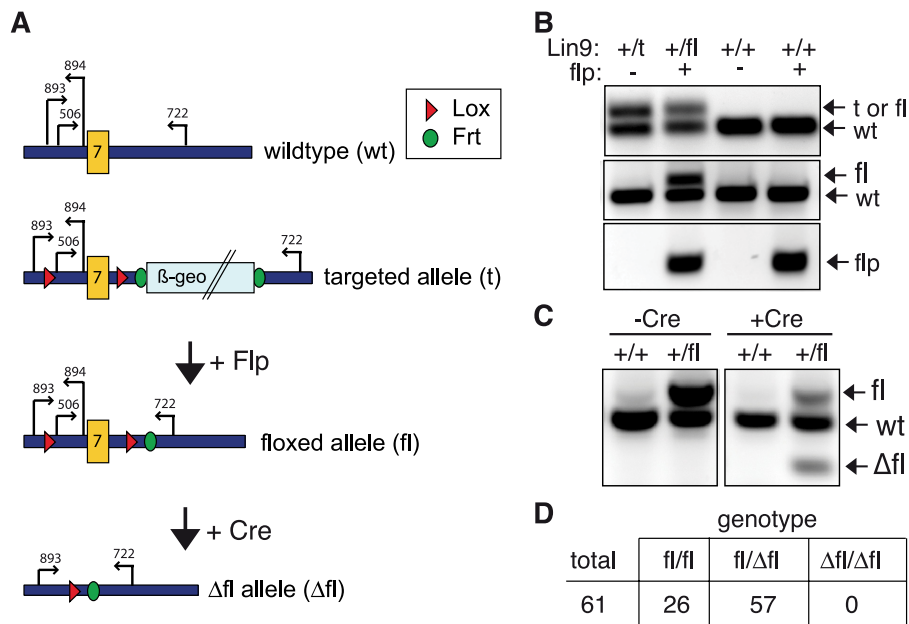 A
894
893
506
722
7
wildtype (wt)
Lox
Frt
893
894
506
722
7
ß-geo
targeted allele (t)
+ Flp
894
893
506
722
7
floxed allele (fl)
+ Cre
893
722
Δfl allele (Δfl)
B
Lin9: +/t +/fl +/+ +/+
flp: - + - +
t or fl
wt
fl
wt
flp
C
-Cre +Cre
+/+ +/fl +/+ +/fl
fl
wt
Δfl
D
genotype
total fl/fl fl/Δfl Δfl/Δfl
61 26 57 0